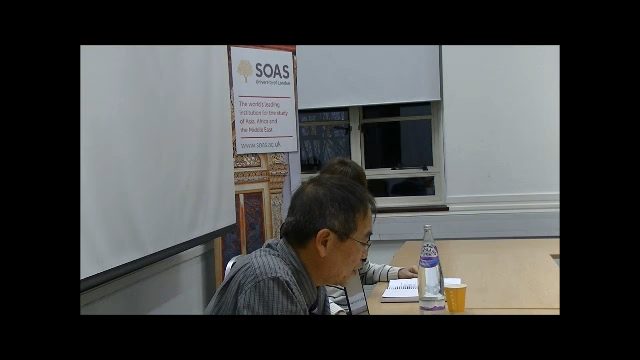 SOAS
University of London
The world's leading
institution for the study
of Asia, Africa and
the Middle East
www.soas.ac.uk